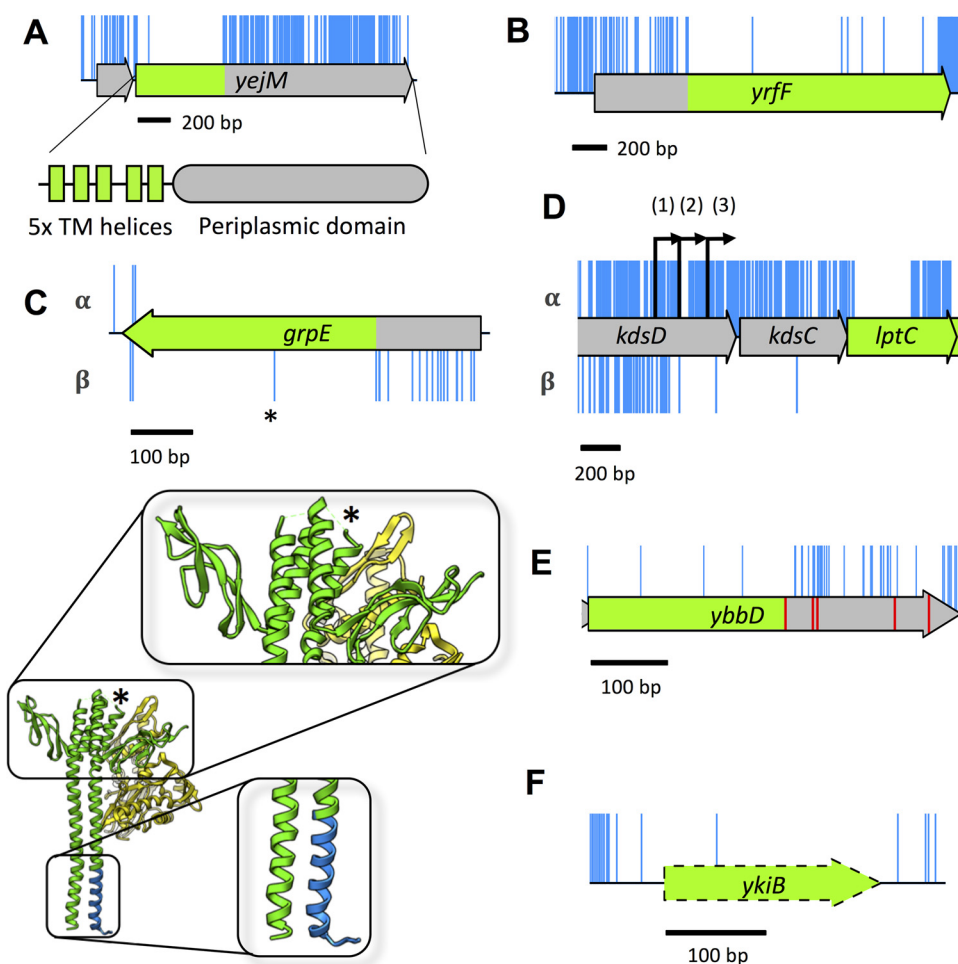 A
yejM
200 bp
5x TM helices
Periplasmic domain
B
yrfF
200 bp
C
α
grpE
β
*
100 bp
*
*
D
(1) (2) (3)
α
kdsD
kdsC
lptC
β
200 bp
E
ybbD
100 bp
F
ykiB
100 bp